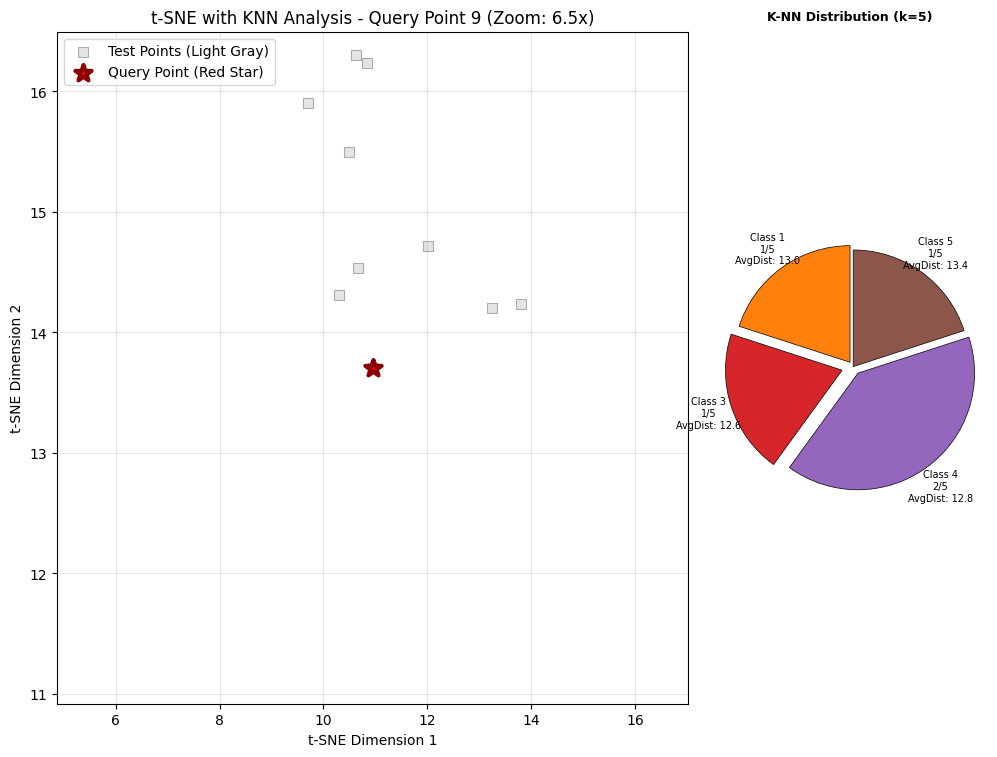 t-SNE with KNN Analysis - Query Point 9 (Zoom: 6.5x)
Test Points (Light Gray)
Query Point (Red Star)
16
15
14
13
12
11
t-SNE Dimension 2
6
8
10
12
14
16
t-SNE Dimension 1
K-NN Distribution (k=5)
Class 1
1/5
AvgDist: 13.0
Class 5
1/5
AvgDist: 13.4
Class 3
1/5
AvgDist: 12.6
Class 4
2/5
AvgDist: 12.8